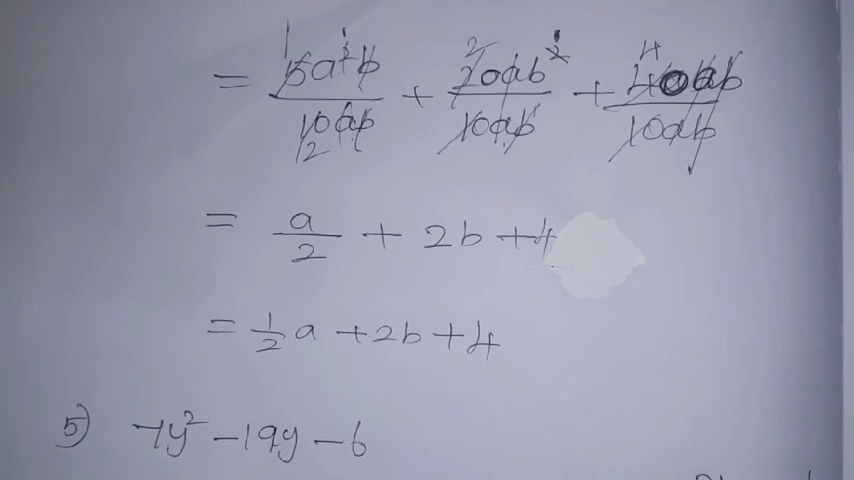 = 5a²b/10ab + 20ab²/10ab + 40ab/10ab
= a/2 + 2b + 4
= 1/2 a + 2b + 4
5) 7y² - 19y - 6